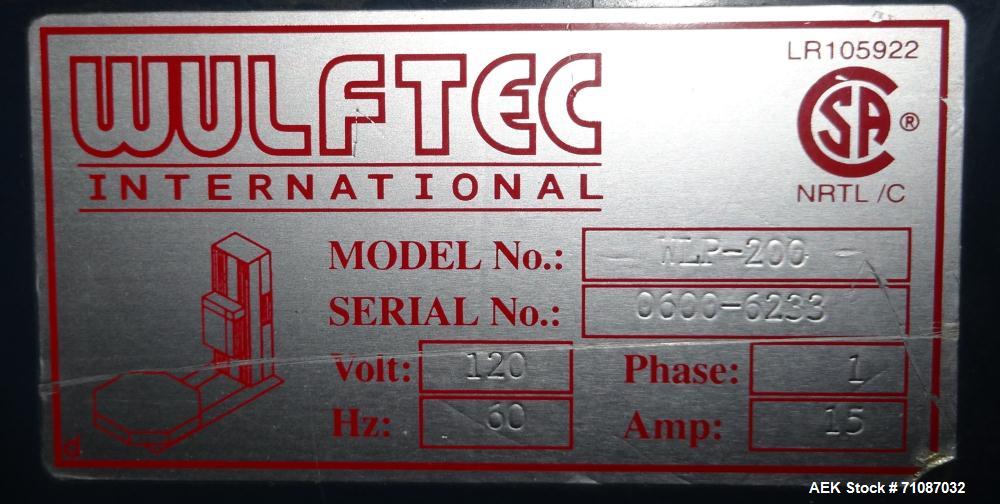 WULFTEC
INTERNATIONAL
LR105922
CSA ®
NRTL /C
MODEL No.: WLP-200
SERIAL No.: 0600-6233
Volt: 120 Phase: 1
Hz: 60 Amp: 15
d
AEK Stock # 71087032